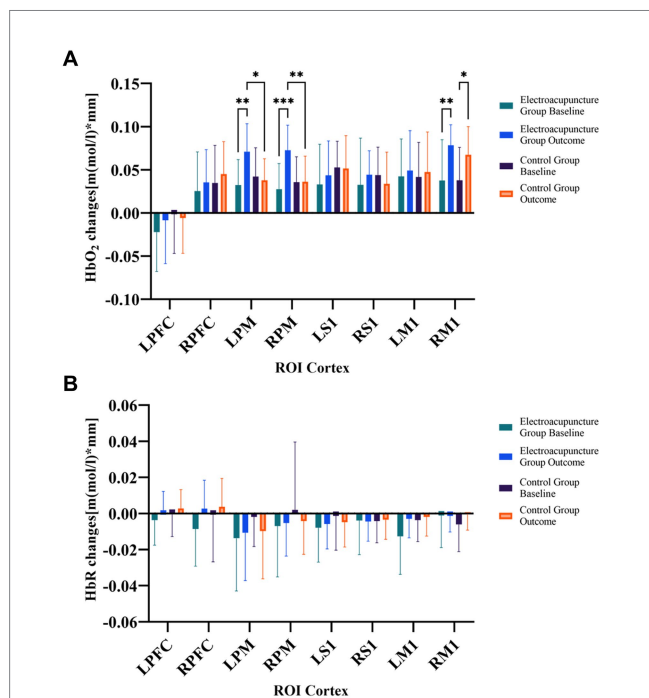 A
* ** *
** *** **
0.15
0.10
0.05
0.00
-0.05
-0.10
HbO₂ changes[m(mol/l)*mm]
LPFC RPFC LPM RPM LS1 RS1 LM1 RM1
ROI Cortex
Electroacupuncture
Group Baseline
Electroacupuncture
Group Outcome
Control Group
Baseline
Control Group
Outcome
B
0.06
0.04
0.02
0.00
-0.02
-0.04
-0.06
HbR changes[m(mol/l)*mm]
LPFC RPFC LPM RPM LS1 RS1 LM1 RM1
ROI Cortex
Electroacupuncture
Group Baseline
Electroacupuncture
Group Outcome
Control Group
Baseline
Control Group
Outcome